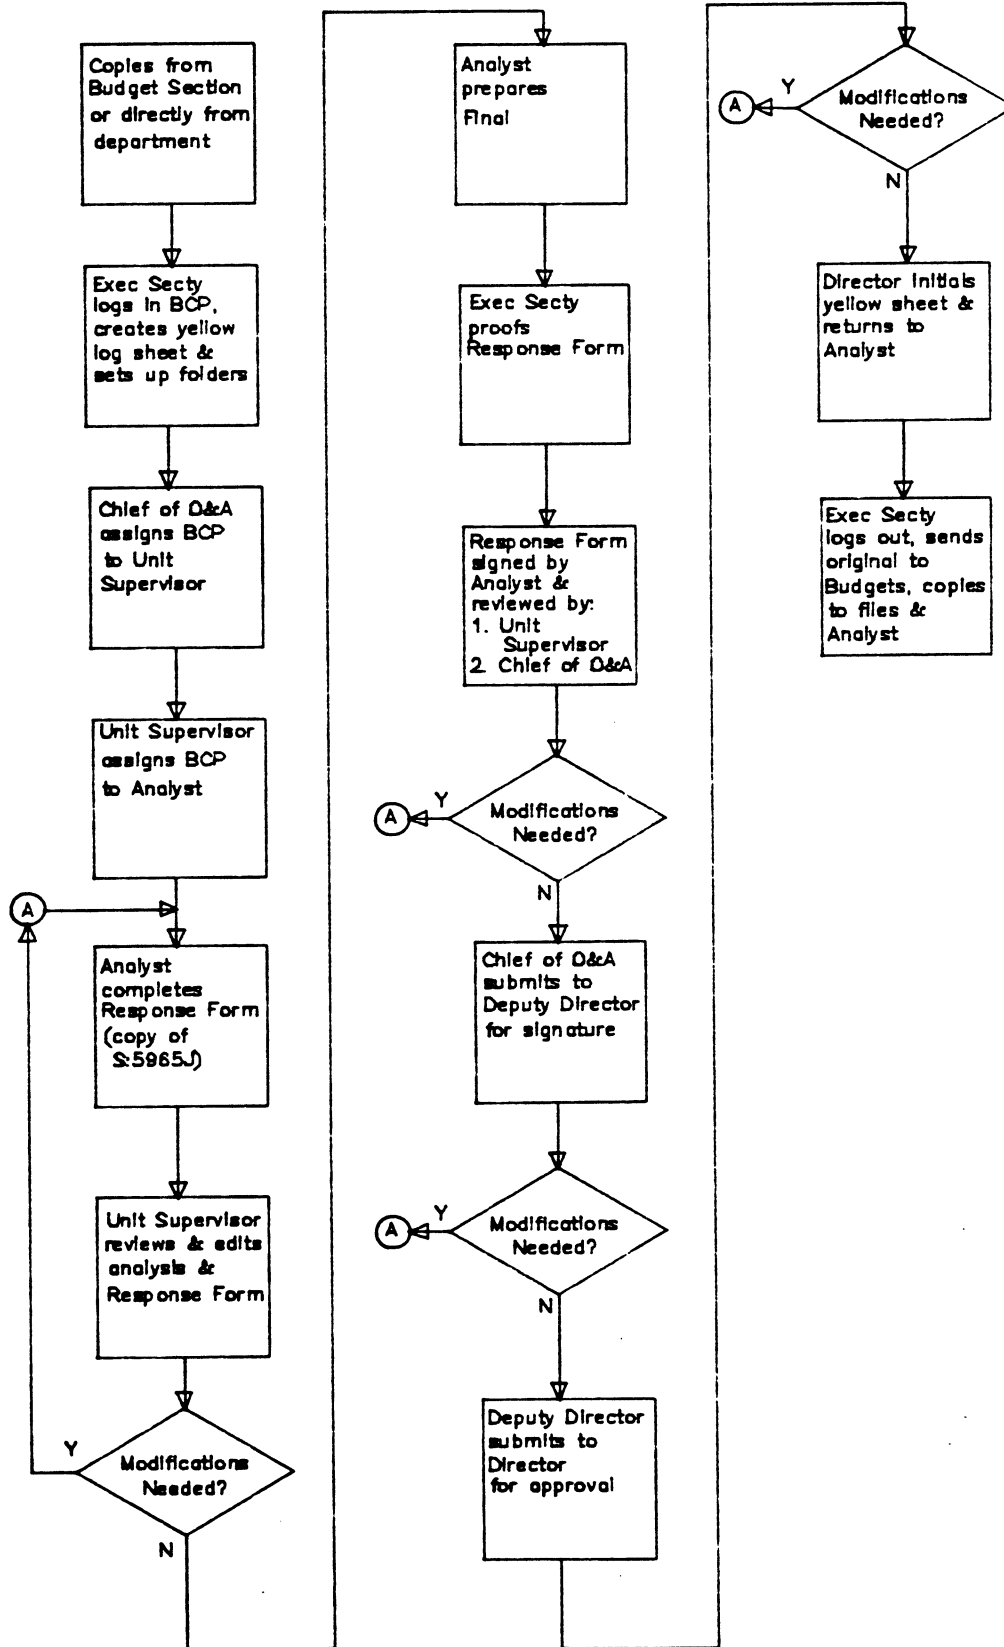 Copies from
Budget Section
or directly from
department
Exec Secty
logs in BCP,
creates yellow
log sheet &
sets up folders
Chief of O&A
assigns BCP
to Unit
Supervisor
Unit Supervisor
assigns BCP
to Analyst
A
Analyst
completes
Response Form
(copy of
S:5965J)
Unit Supervisor
reviews & edits
analysis &
Response Form
Y
Modifications
Needed?
N
Analyst
prepares
Final
Exec Secty
proofs
Response Form
Response Form
signed by
Analyst &
reviewed by:
1. Unit
Supervisor
2. Chief of O&A
A
Y
Modifications
Needed?
N
Chief of O&A
submits to
Deputy Director
for signature
A
Y
Modifications
Needed?
N
Deputy Director
submits to
Director
for approval
A
Y
Modifications
Needed?
N
Director initials
yellow sheet &
returns to
Analyst
Exec Secty
logs out, sends
original to
Budgets, copies
to files &
Analyst